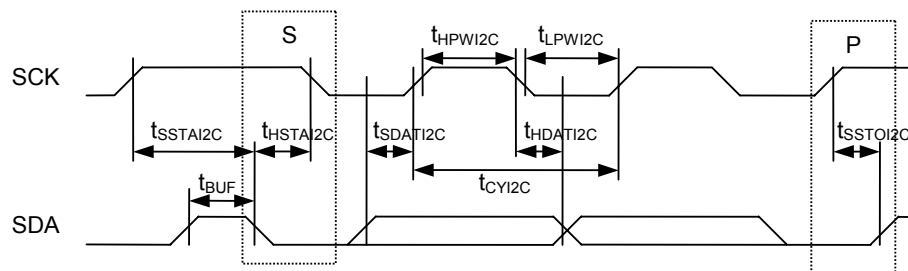 S
P
tHPWI2C tLPWI2C
SCK
tSSTAI2C tHSTAI2C tSDATI2C tHDATI2C tSSTOI2C
tBUF
tCYI2C
SDA